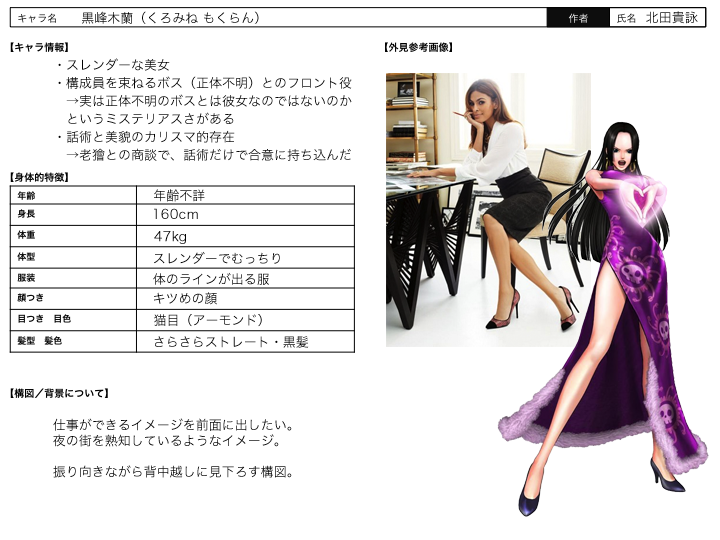 キャラ名 黒峰木蘭（くろみね もくらん） 作者 氏名 北田貴詠
【キャラ情報】
・スレンダーな美女
・構成員を束ねるボス（正体不明）とのフロント役
→実は正体不明のボスとは彼女なのではないのか
というミステリアスさがある
・話術と美貌のカリスマ的存在
→老獪との商談で、話術だけで合意に持ち込んだ
【身体的特徴】
年齢 年齢不詳
身長 160cm
体重 47kg
体型 スレンダーでむっちり
服装 体のラインが出る服
顔つき キツめの顔
目つき 目色 猫目（アーモンド）
髪型 髪色 さらさらストレート・黒髪
【構図／背景について】
仕事ができるイメージを前面に出したい。
夜の街を熟知しているようなイメージ。
振り向きながら背中越しに見下ろす構図。
【外見参考画像】